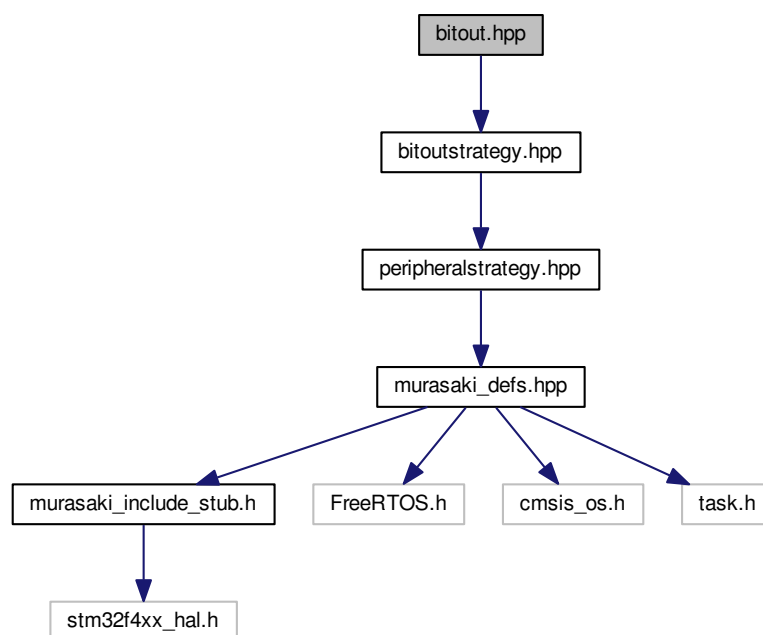 bitout.hpp
bitoutstrategy.hpp
peripheralstrategy.hpp
murasaki_defs.hpp
murasaki_include_stub.h
FreeRTOS.h
cmsis_os.h
task.h
stm32f4xx_hal.h